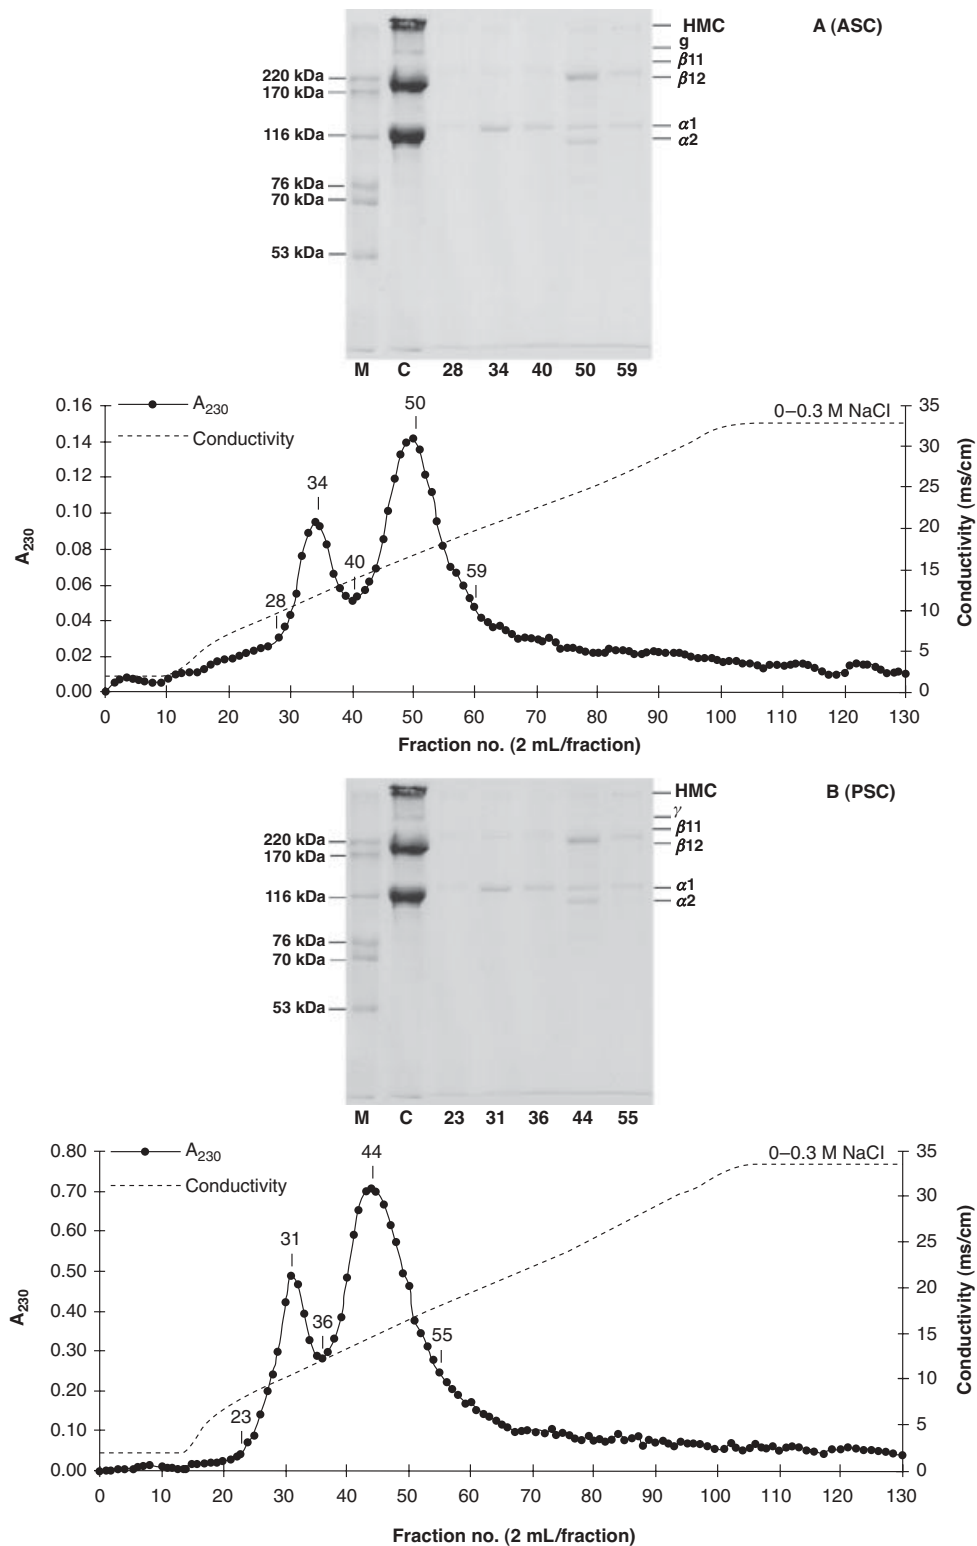 HMC
A (ASC)
g
β11
220 kDa
β12
170 kDa
α1
116 kDa
α2
76 kDa
70 kDa
53 kDa
M C 28 34 40 50 59
0.16
A230
50
0–0.3 M NaCl
35
0.14
Conductivity
30
0.12
34
25
0.10
20
0.08
40
59
15
0.06
28
10
0.04
5
0.02
0.00
0
A230
Conductivity (ms/cm)
0 10 20 30 40 50 60 70 80 90 100 110 120 130
Fraction no. (2 mL/fraction)
HMC
B (PSC)
γ
β11
220 kDa
β12
170 kDa
α1
116 kDa
α2
76 kDa
70 kDa
53 kDa
M C 23 31 36 44 55
0.80
A230
44
0–0.3 M NaCl
35
0.70
Conductivity
30
0.60
31
25
0.50
20
0.40
36
55
15
0.30
10
0.20
23
5
0.10
0.00
0
A230
Conductivity (ms/cm)
0 10 20 30 40 50 60 70 80 90 100 110 120 130
Fraction no. (2 mL/fraction)